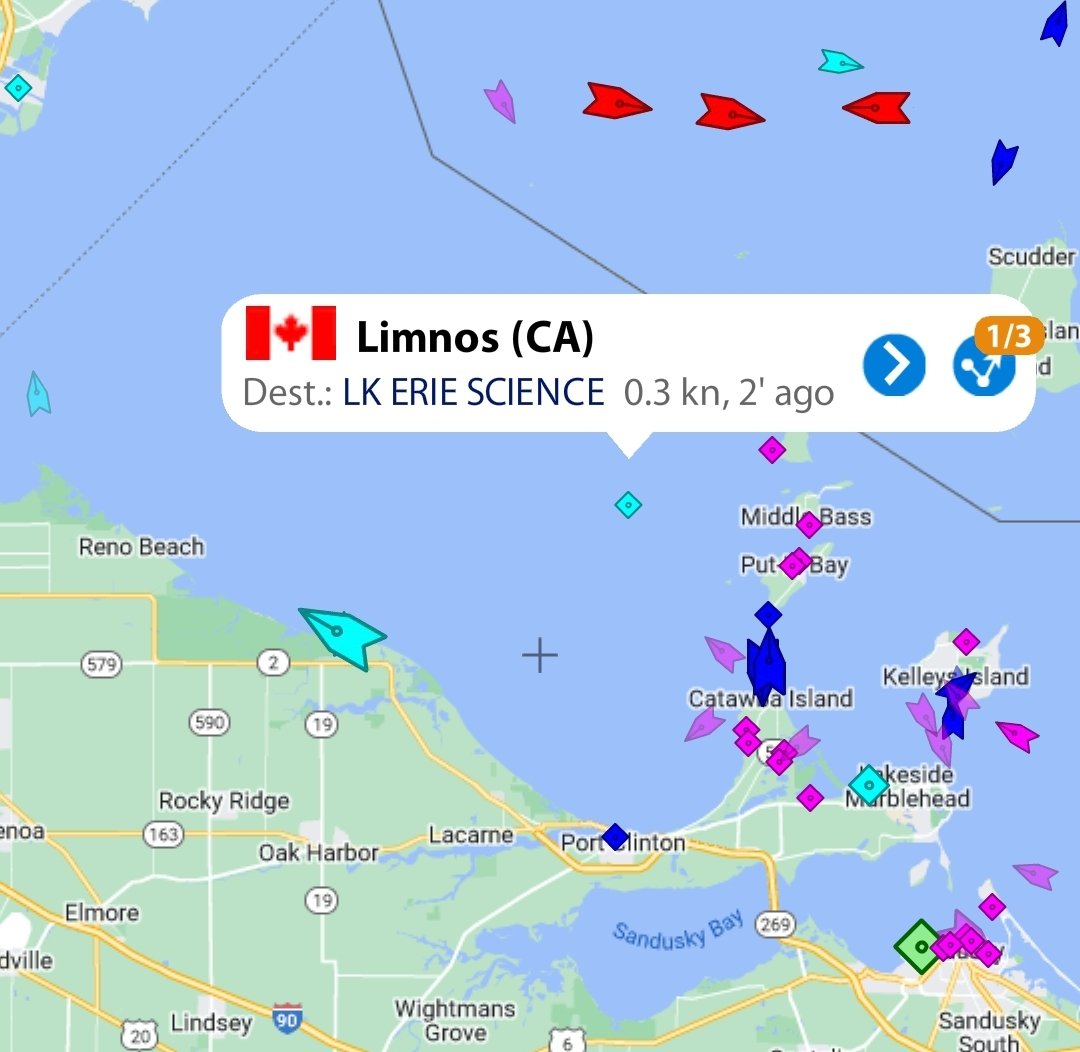 Scudder
Limnos (CA)
1/3
Dest.: LK ERIE SCIENCE 0.3 kn, 2' ago
Middle Bass
Reno Beach
Bay
579
2
Kelleys Island
Catawba Island
590
19
Lakeside
Marblehead
Rocky Ridge
163
Lacarne
Port Clinton
Oak Harbor
19
Elmore
Sandusky Bay
269
Wightmans
Grove
Lindsey
90
20
6
Sandusky
South